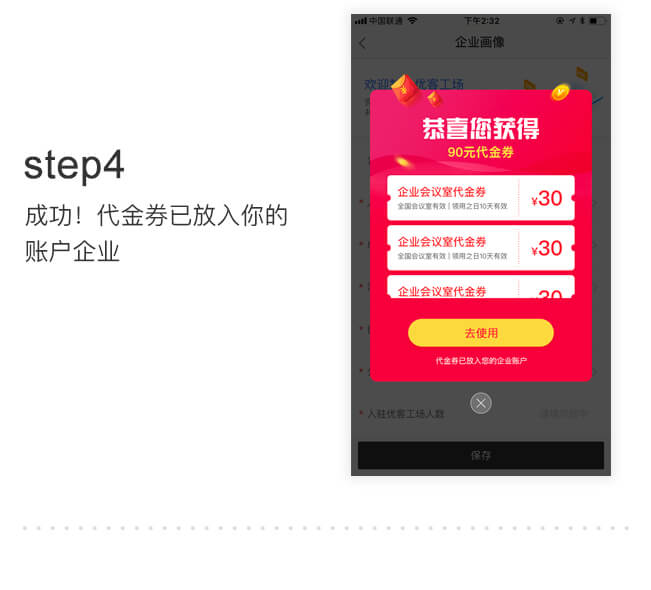 step4
成功！代金券已放入你的
账户企业
中国联通
下午2:32
企业画像
优客工场
恭喜您获得
90元代金券
企业会议室代金券
全国会议室有效 | 领用之日10天有效
¥30
企业会议室代金券
全国会议室有效 | 领用之日10天有效
¥30
企业会议室代金券
¥30
去使用
代金券已放入您的企业账户
* 入驻优客工场人数
保存